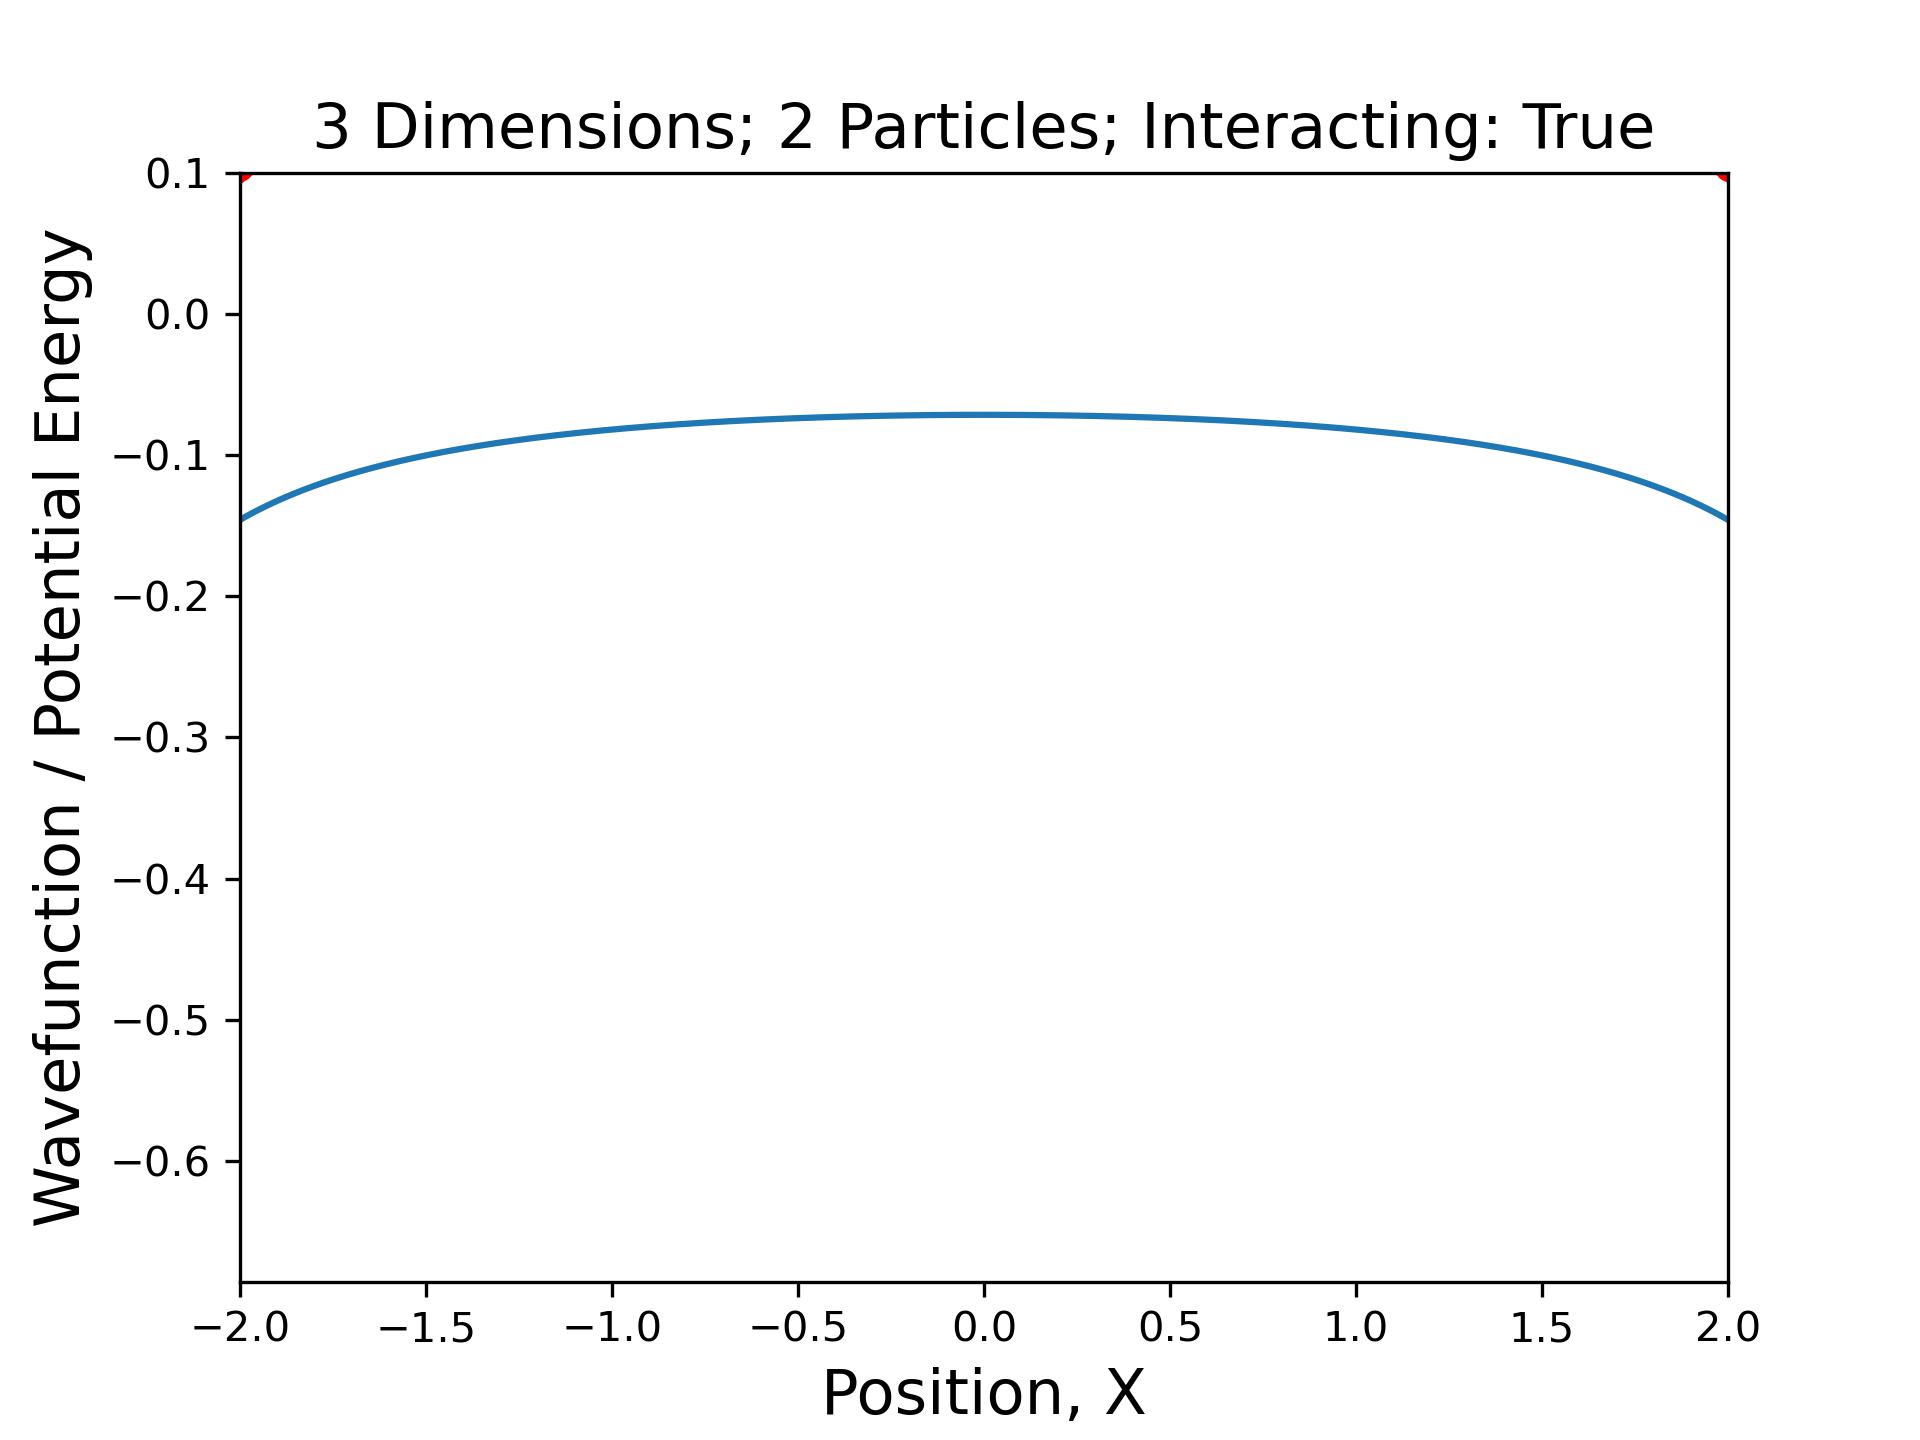 3 Dimensions; 2 Particles; Interacting: True
Wavefunction / Potential Energy
0.1
0.0
−0.1
−0.2
−0.3
−0.4
−0.5
−0.6
−2.0 −1.5 −1.0 −0.5 0.0 0.5 1.0 1.5 2.0
Position, X